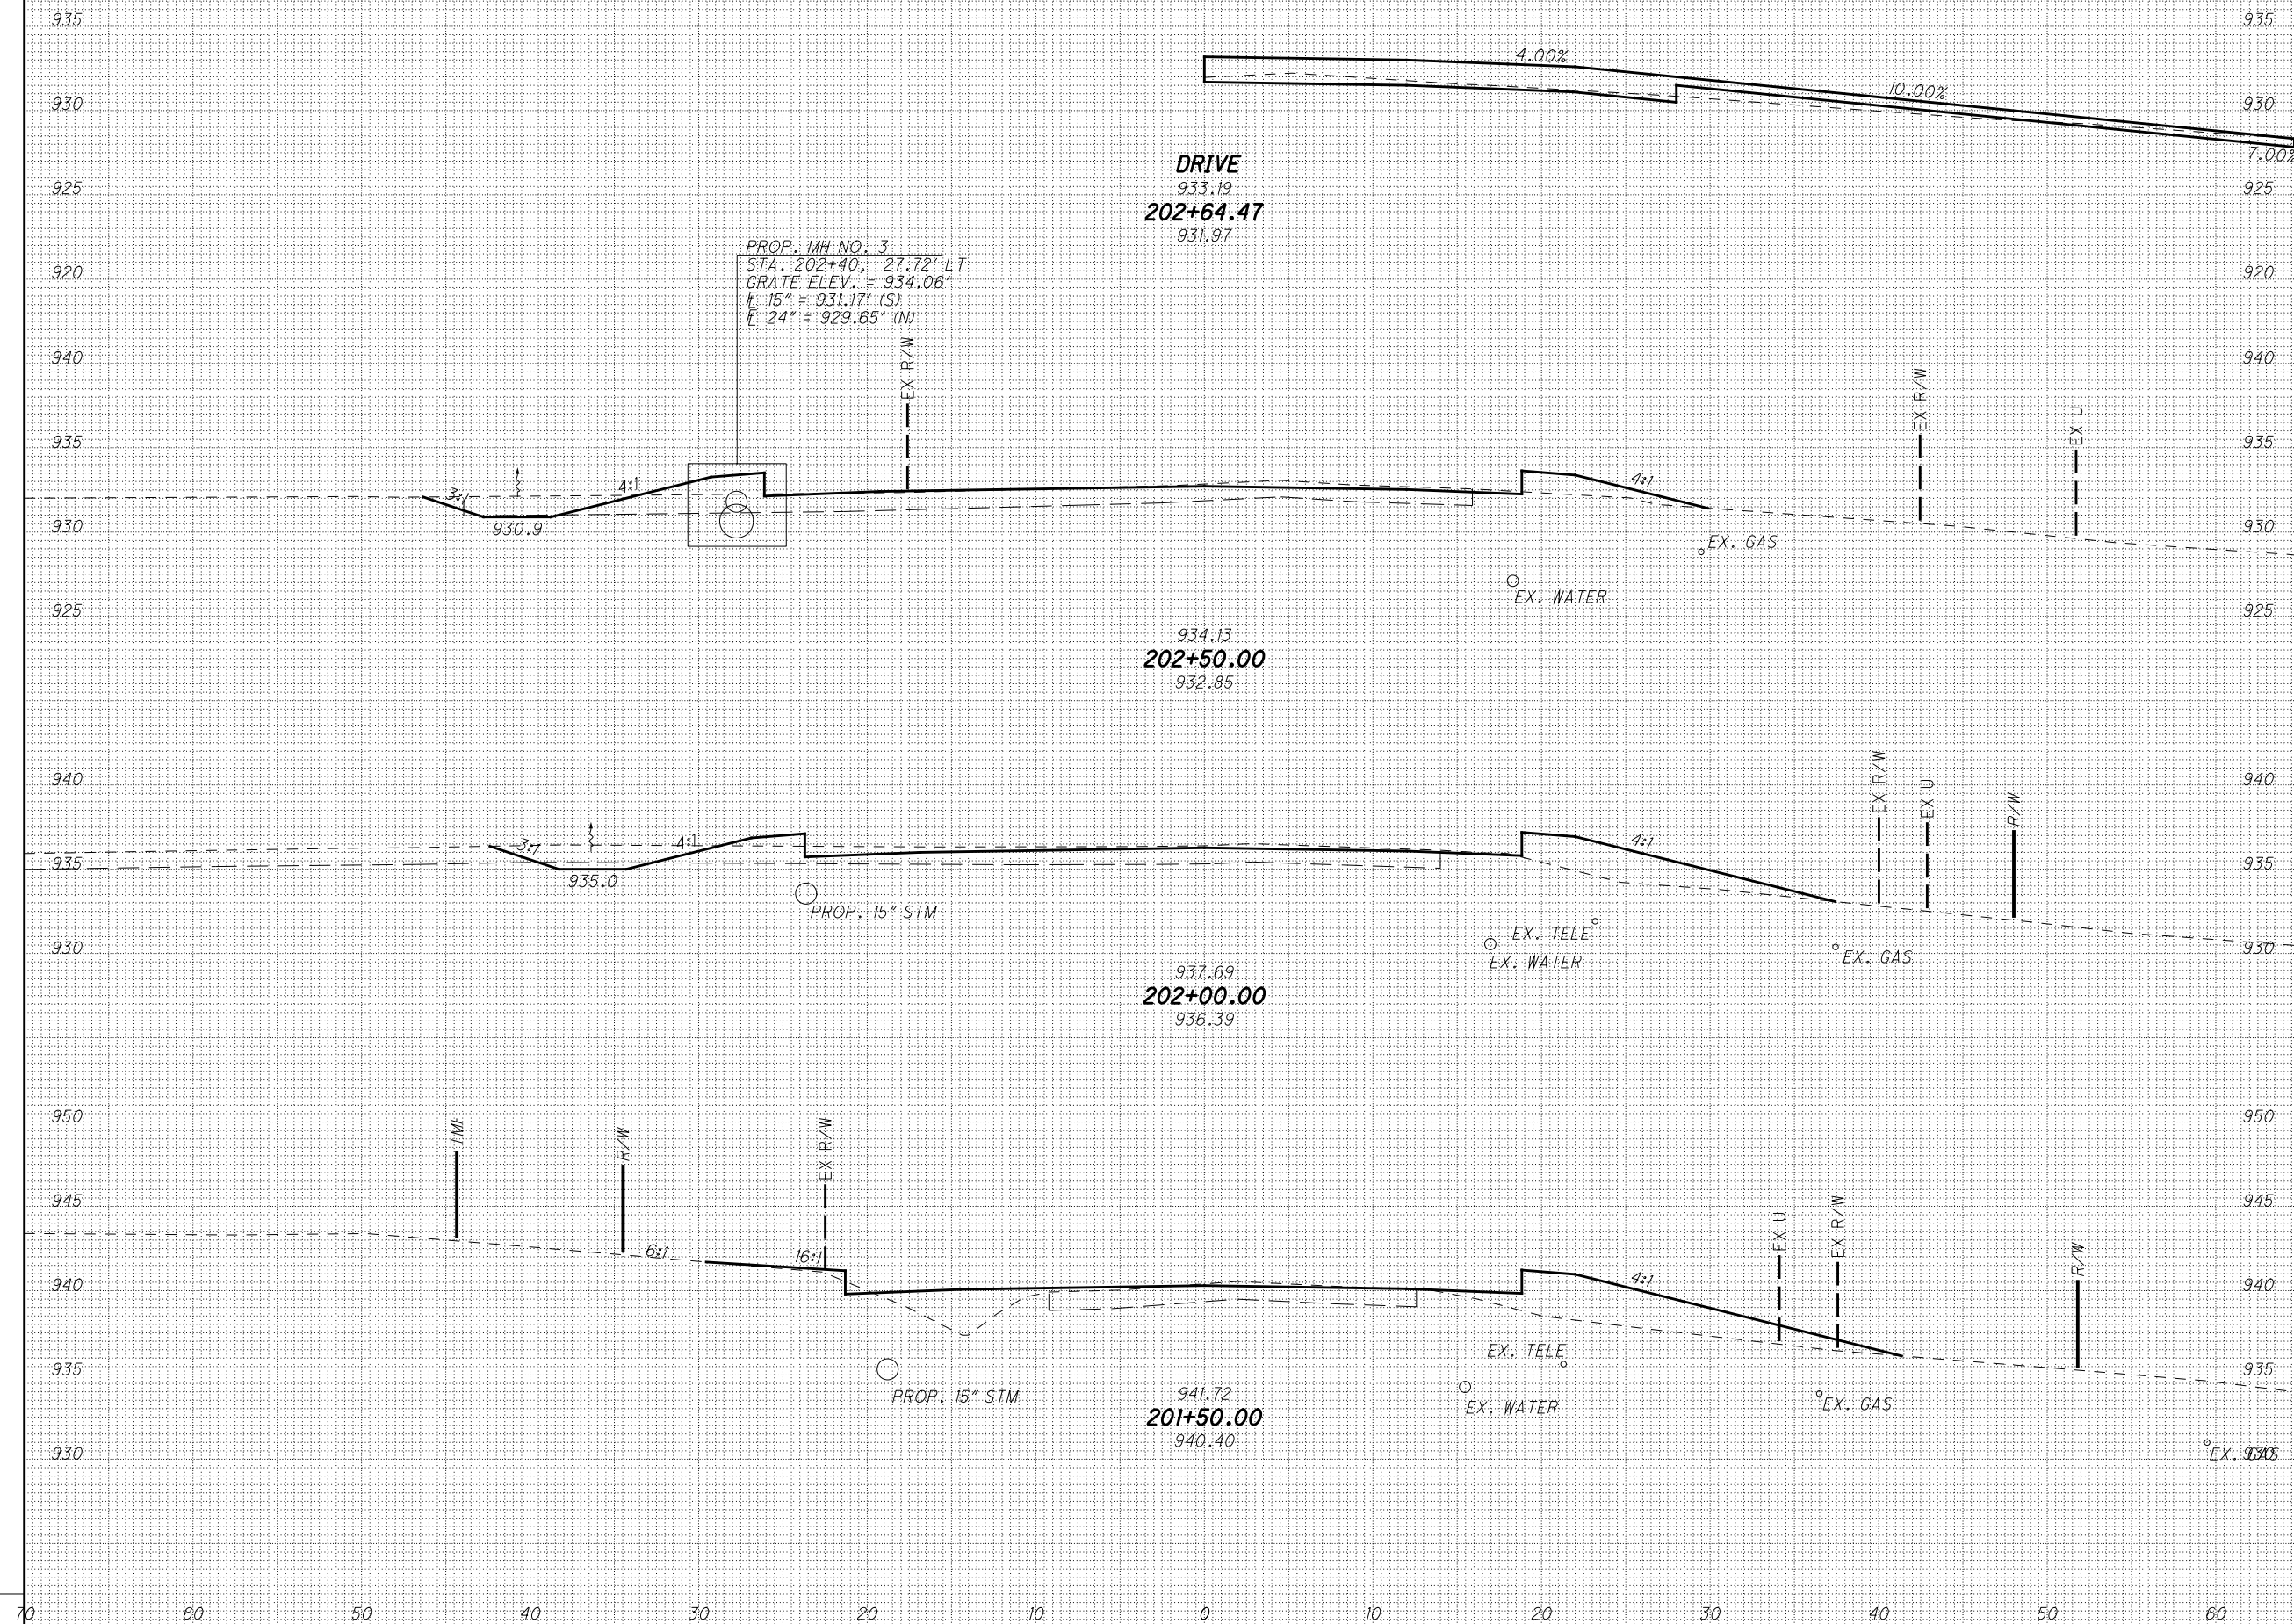 935 935
4.00%
10.00%
930 930
7.00%
DRIVE
925 933.19 925
202+64.47
931.97
PROP. MH NO. 3
STA. 202+40, 27.72' LT
920 920
GRATE ELEV. = 934.06'
15" = 931.17' (S)
24" = 929.65' (N)
940 EX R/W EX R/W 940
935 EX U 935
3:1 4:1 4:1
930 930.9 930
EX. GAS
EX. WATER
925 925
934.13
202+50.00
932.85
940 EX R/W EX U R/W 940
935 3:1 4:1 4:1 935
935.0
PROP. 15" STM
EX. TELE
930 EX. WATER EX. GAS 930
937.69
202+00.00
936.39
950 950
R/W EX R/W
945 EX U EX R/W 945
6:1 16:1 R/W
940 4:1 940
EX. TELE
935 935
PROP. 15" STM 941.72
EX. WATER EX. GAS
201+50.00
940.40
930 EX. GAS 930
70 60 50 40 30 20 10 0 10 20 30 40 50 60